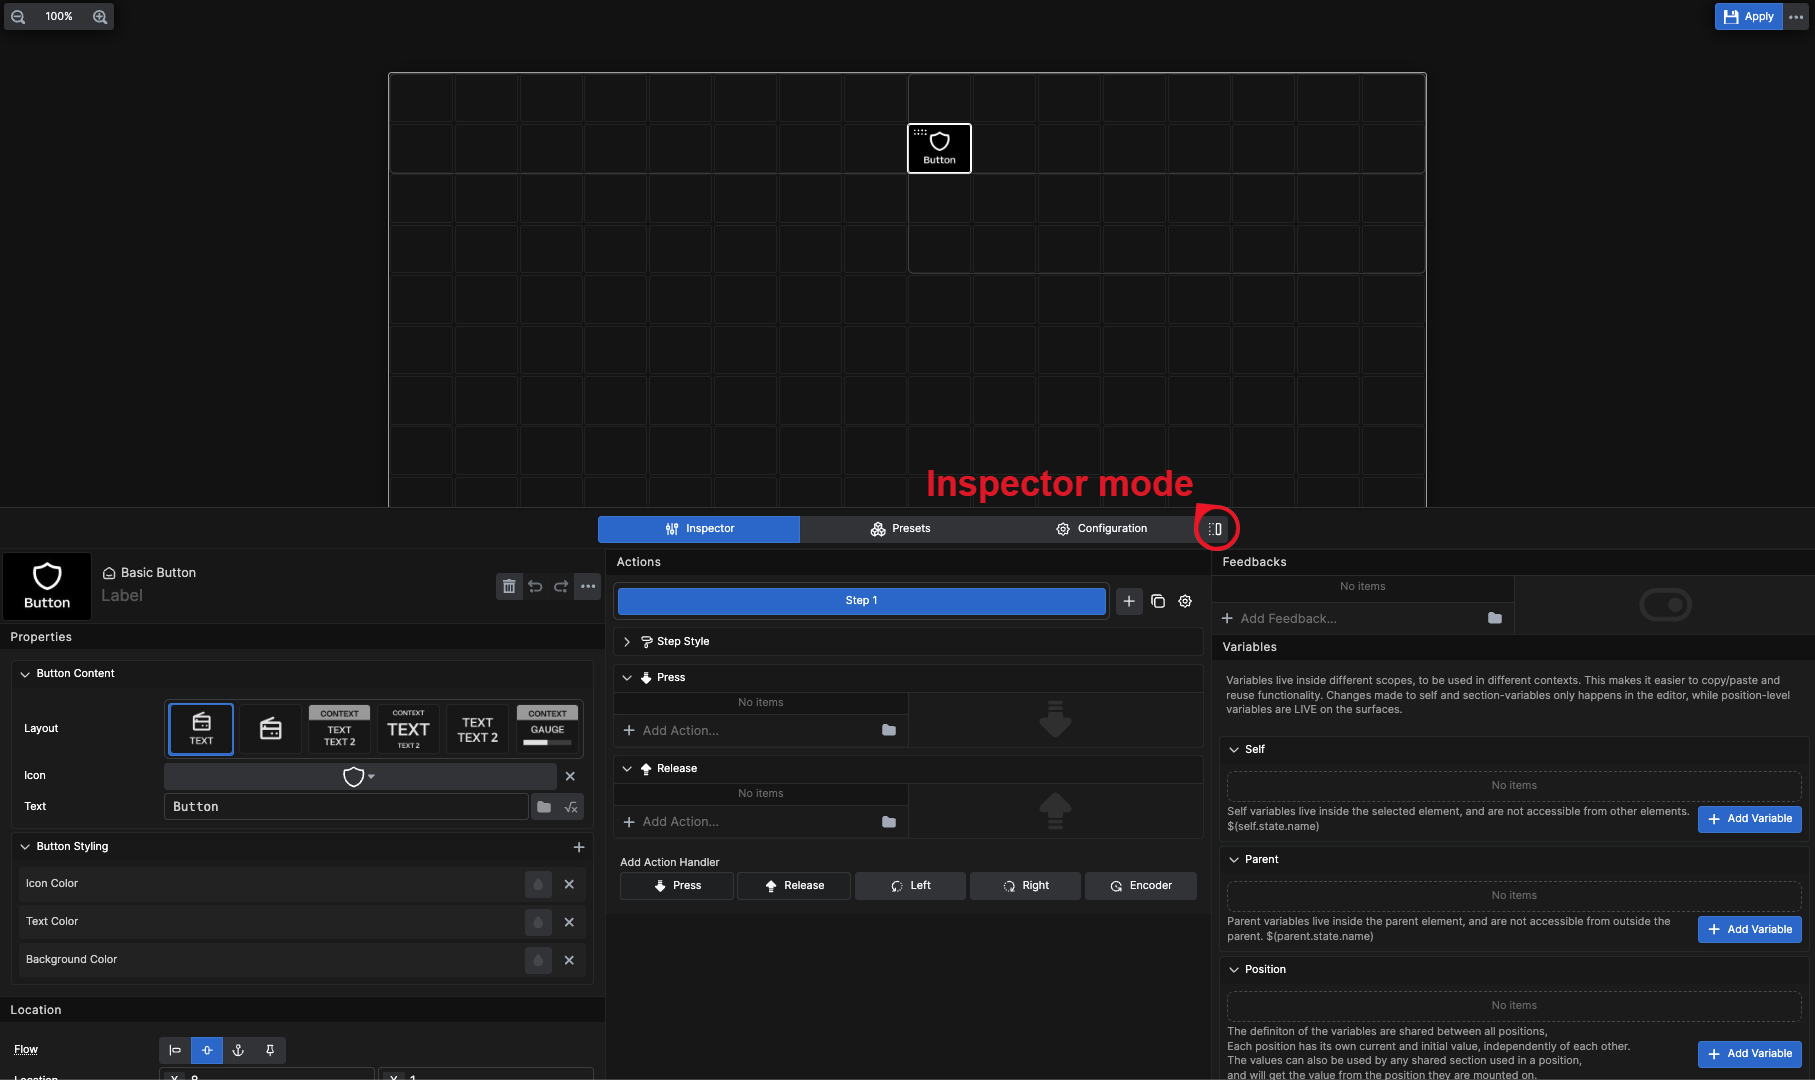 100%
Apply
Button
Inspector mode
Inspector
Presets
Configuration
Button
Basic Button
Label
Actions
Feedbacks
Step 1
No items
Add Feedback...
Properties
Step Style
Variables
Button Content
Press
No items
Variables live inside different scopes, to be used in different contexts. This makes it easier to copy/paste and
reuse functionality. Changes made to self and section-variables only happens in the editor, while position-level
variables are LIVE on the surfaces.
Layout
TEXT
CONTEXT
TEXT
TEXT 2
CONTEXT
TEXT
TEXT 2
TEXT
TEXT 2
CONTEXT
GAUGE
Add Action...
Self
Icon
Release
No items
No items
Text
Button
Self variables live inside the selected element, and are not accessible from other elements.
$(self.state.name)
Add Variable
Add Action...
Button Styling
Add Action Handler
Parent
Icon Color
Press
Release
Left
Right
Encoder
No items
Text Color
Parent variables live inside the parent element, and are not accessible from outside the
parent. $(parent.state.name)
Add Variable
Background Color
Position
No items
Location
The definiton of the variables are shared between all positions,
Each position has its own current and initial value, independently of each other.
The values can also be used by any shared section used in a position,
and will get the value from the position they are mounted on.
Add Variable
Flow
Location
X 8
Y 1